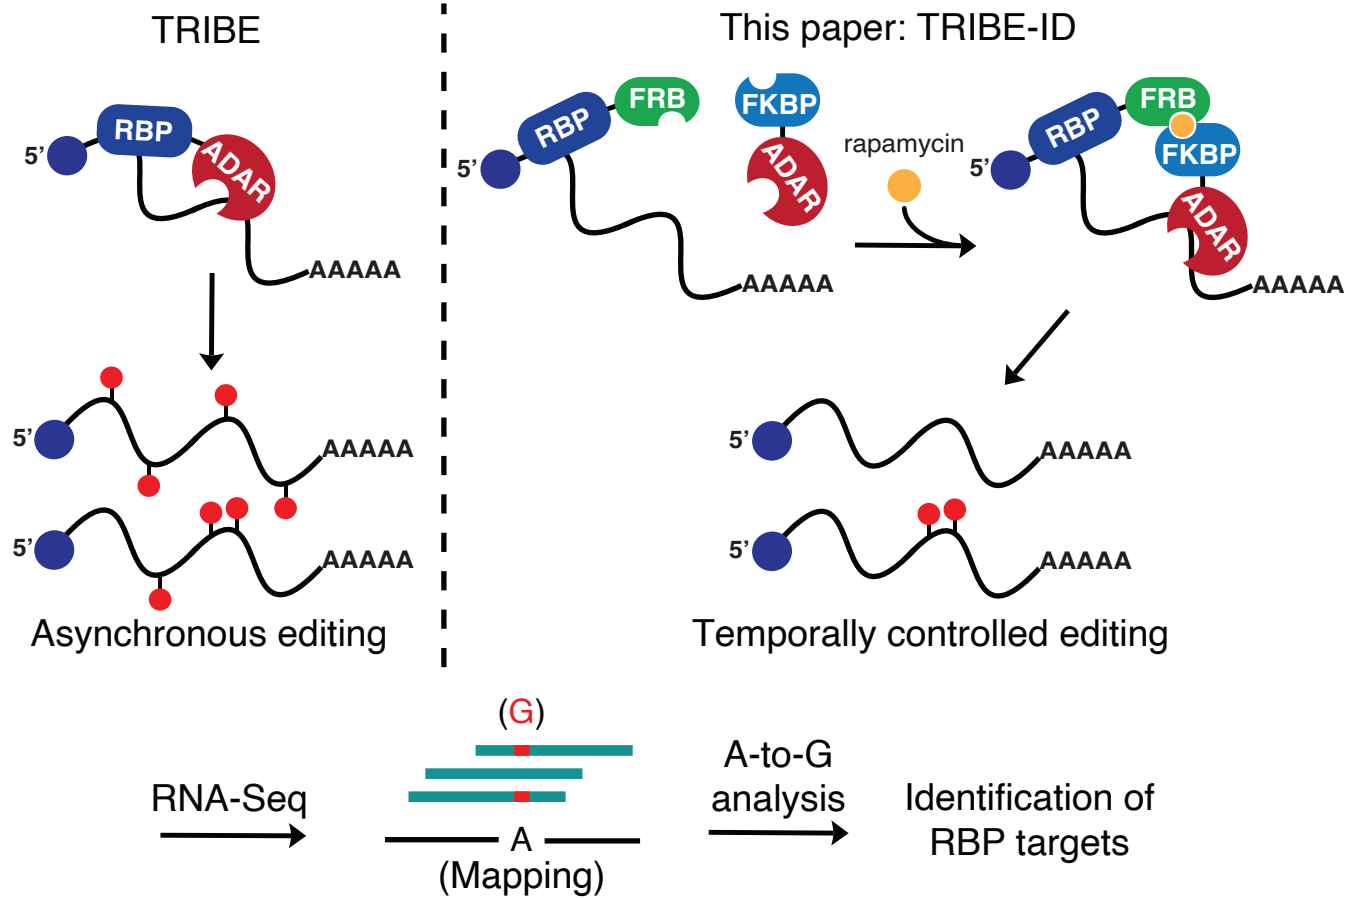 TRIBE
RBP
ADAR
5’
AAAAA
5’
AAAAA
5’
AAAAA
Asynchronous editing
This paper: TRIBE-ID
RBP
FRB
FKBP
ADAR
5’
AAAAA
rapamycin
RBP
FRB
FKBP
ADAR
5’
AAAAA
5’
AAAAA
5’
AAAAA
Temporally controlled editing
RNA-Seq
(G)
A
(Mapping)
A-to-G
analysis
Identification of
RBP targets